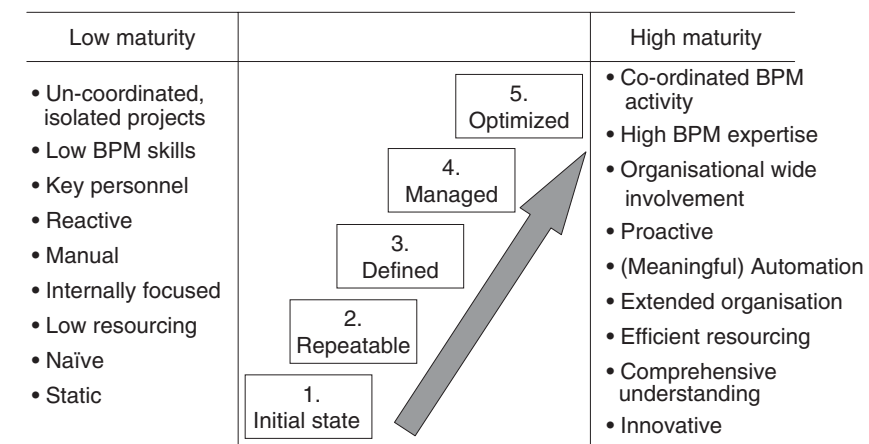 Low maturity
High maturity
• Un-coordinated,
isolated projects
• Low BPM skills
• Key personnel
• Reactive
• Manual
• Internally focused
• Low resourcing
• Naïve
• Static
5.
Optimized
4.
Managed
3.
Defined
2.
Repeatable
1.
Initial state
• Co-ordinated BPM
activity
• High BPM expertise
• Organisational wide
involvement
• Proactive
• (Meaningful) Automation
• Extended organisation
• Efficient resourcing
• Comprehensive
understanding
• Innovative